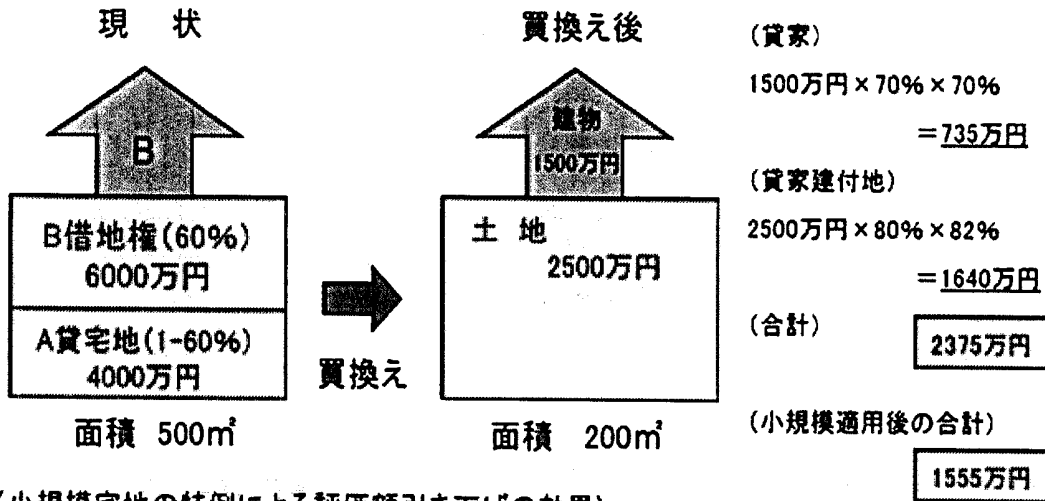 現 状
B
B借地権(60%)
6000万円
A貸宅地(1-60%)
4000万円
面積 500㎡
買換え
買換え後
建物
1500万円
土 地
2500万円
面積 200㎡
(貸家)
1500万円×70%×70%
=735万円
(貸家建付地)
2500万円×80%×82%
=1640万円
(合計)
2375万円
(小規模適用後の合計)
1555万円